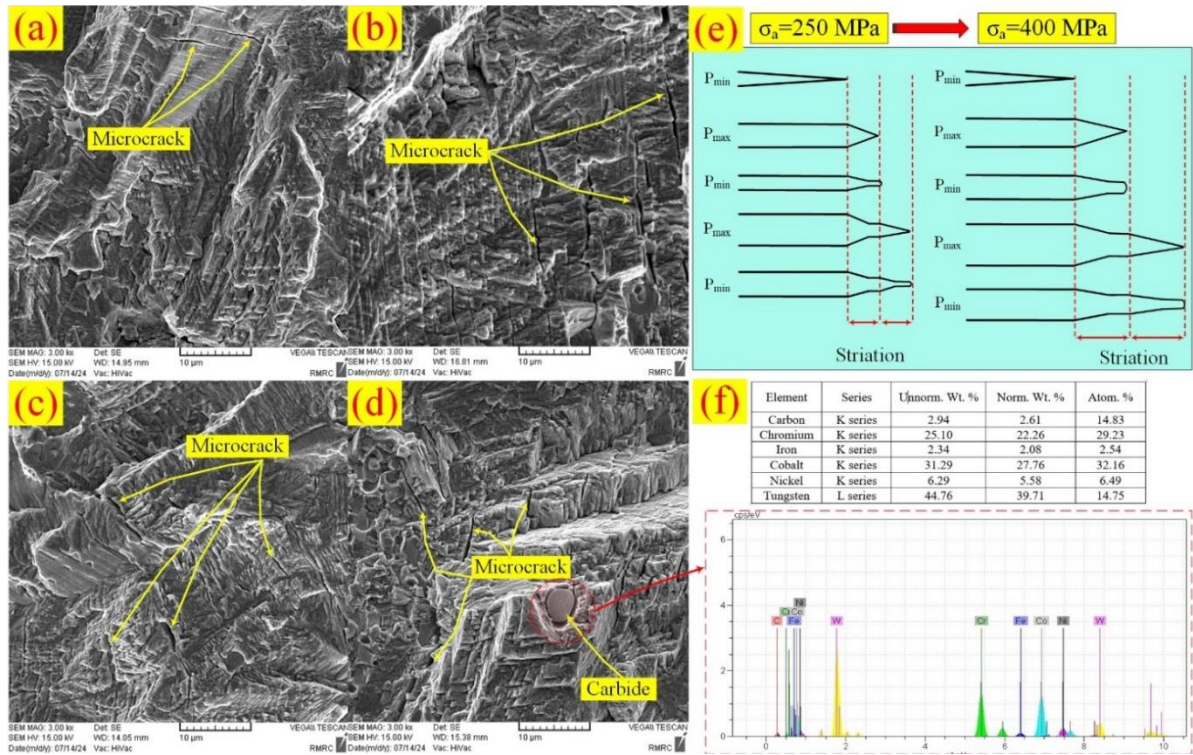 (a)
Microcrack
SEM MAG: 3.00 kx Det: SE
SEM HV: 15.00 kV WD: 14.95 mm
Date(m/d/y): 07/14/24 Vac: HiVac
10 µm
VEGA\\ TESCAN
RMRC
(b)
Microcrack
SEM MAG: 3.00 kx Det: SE
SEM HV: 15.00 kV WD: 16.81 mm
Date(m/d/y): 07/14/24 Vac: HiVac
10 µm
VEGA\\ TESCAN
RMRC
(e)
σa=250 MPa
σa=400 MPa
Pmin
Pmax
Pmin
Pmax
Pmin
Striation
Pmin
Pmax
Pmin
Pmax
Pmin
Striation
(c)
Microcrack
SEM MAG: 3.00 kx Det: SE
SEM HV: 15.00 kV WD: 14.05 mm
Date(m/d/y): 07/14/24 Vac: HiVac
10 µm
VEGA\\ TESCAN
RMRC
(d)
Microcrack
Carbide
SEM MAG: 3.00 kx Det: SE
SEM HV: 15.00 kV WD: 15.38 mm
Date(m/d/y): 07/14/24 Vac: HiVac
10 µm
VEGA\\ TESCAN
RMRC
(f)
Element Series Unnorm. Wt. % Norm. Wt. % Atom. %
Carbon K series 2.94 2.61 14.83
Chromium K series 25.10 22.26 29.23
Iron K series 2.34 2.08 2.54
Cobalt K series 31.29 27.76 32.16
Nickel K series 6.29 5.58 6.49
Tungsten L series 44.76 39.71 14.75
cps/eV
6
4
2
0
Ni
Cr Co
C Fe W Cr Fe Co Ni W
0 2 4 6 8 10